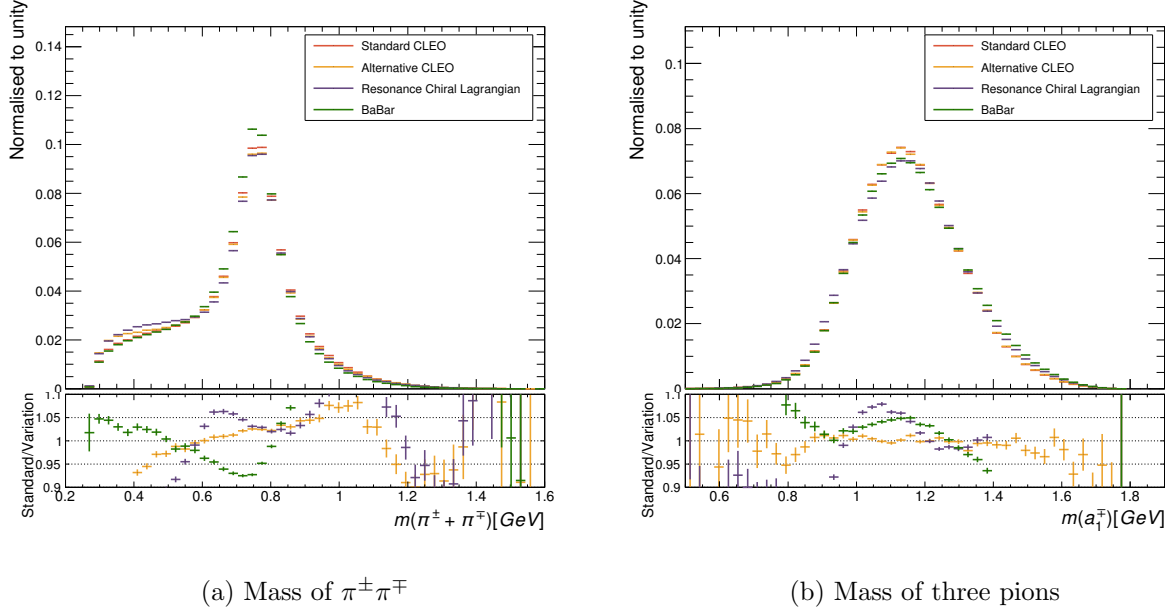 Normalised to unity
0.14
0.12
0.1
0.08
0.06
0.04
0.02
0
Standard CLEO
Alternative CLEO
Resonance Chiral Lagrangian
BaBar
Standard/Variation
1.1
1.05
1
0.95
0.9
0.2 0.4 0.6 0.8 1 1.2 1.4 1.6
m(π± + π∓)[GeV]
(a) Mass of π±π∓
Normalised to unity
0.1
0.08
0.06
0.04
0.02
0
Standard CLEO
Alternative CLEO
Resonance Chiral Lagrangian
BaBar
Standard/Variation
1.1
1.05
1
0.95
0.9
0.6 0.8 1 1.2 1.4 1.6 1.8
m(a₁∓)[GeV]
(b) Mass of three pions